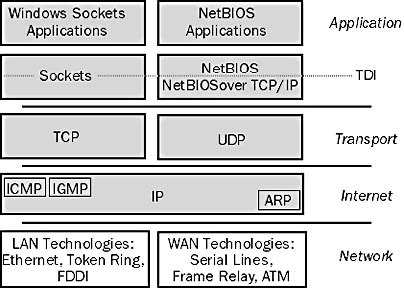 Windows Sockets
Applications
NetBIOS
Applications
Application
Sockets
NetBIOS
NetBIOSover TCP/IP
TDI
TCP
UDP
Transport
ICMP
IGMP
IP
ARP
Internet
LAN Technologies:
Ethernet, Token Ring,
FDDI
WAN Technologies:
Serial Lines,
Frame Relay, ATM
Network